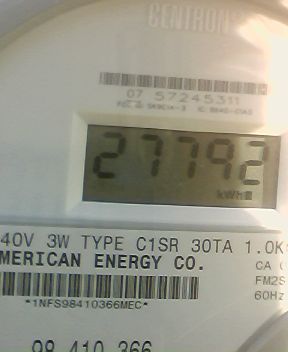 CENTRON
07 57245311
27792
kWh
40V 3W TYPE C1SR 30TA 1.0K
MERICAN ENERGY CO.
CA
FM2S
60Hz
*1NFS98410366MEC*
98 410 366